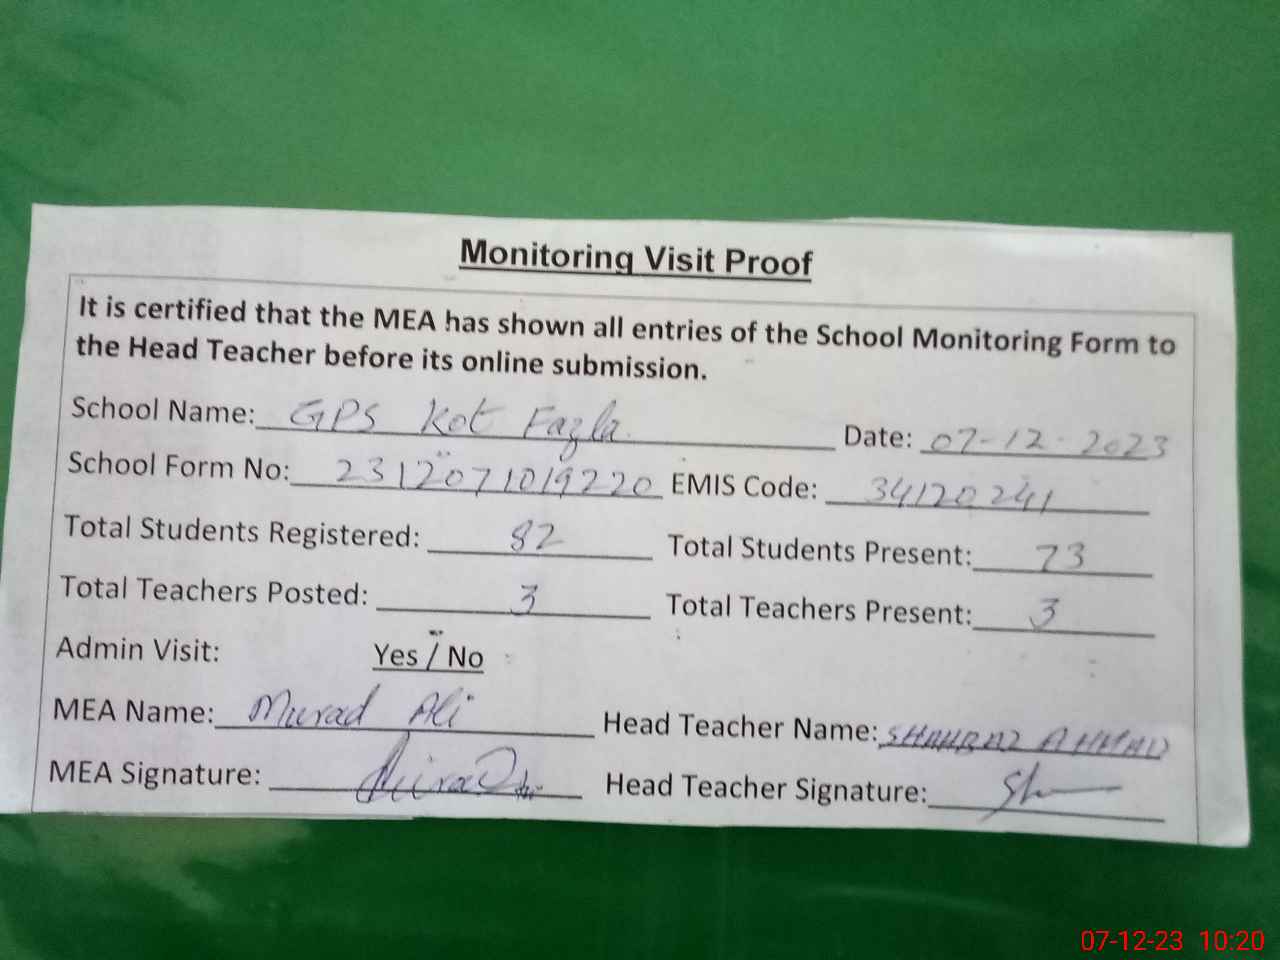 Monitoring Visit Proof
It is certified that the MEA has shown all entries of the School Monitoring Form to
the Head Teacher before its online submission.
School Name: GPS Kot Fazla Date: 07-12-2023
School Form No: 2312071019220 EMIS Code: 34120241
Total Students Registered: 82 Total Students Present: 73
Total Teachers Posted: 3 Total Teachers Present: 3
Admin Visit: Yes / No
MEA Name: Murad Ali Head Teacher Name: SHAHRAZ AHMAD
MEA Signature: Head Teacher Signature:
07-12-23 10:20